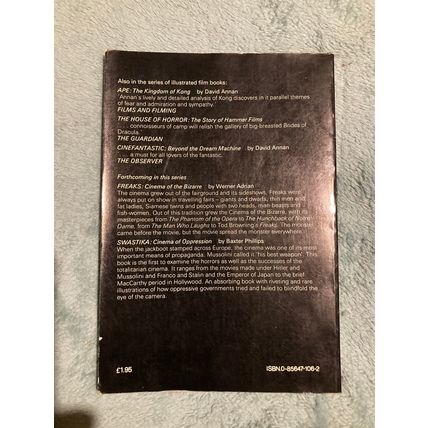 Also in the series of illustrated film books:
APE: The Kingdom of Kong by David Annan
'Annan's lively and detailed analysis of Kong discovers in it parallel themes
of fear and admiration and sympathy.'
FILMS AND FILMING
THE HOUSE OF HORROR: The Story of Hammer Films
. . . connoisseurs of camp will relish the gallery of big-breasted Brides of
Dracula.
THE GUARDIAN
CINEFANTASTIC: Beyond the Dream Machine by David Annan
. . . a must for all lovers of the fantastic.
THE OBSERVER
Forthcoming in this series
FREAKS: Cinema of the Bizarre by Werner Adrian
The cinema grew out of the fairground and its sideshows. Freaks were
always put on show in travelling fairs – giants and dwarfs, thin men and
fat ladies, Siamese twins and people with two heads, man-beasts and
fish-women. Out of this tradition grew the Cinema of the Bizarre, with its
masterpieces from The Phantom of the Opera to The Hunchback of Notre-
Dame, from The Man Who Laughs to Tod Browning's Freaks. The monster
came before the movie, but the movie spread the monster everywhere.
SWASTIKA: Cinema of Oppression by Baxter Phillips
When the jackboot stamped across Europe, the cinema was one of its most
important means of propaganda. Mussolini called it 'his best weapon'. This
book is the first to examine the horrors as well as the successes of the
totalitarian cinema. It ranges from the movies made under Hitler and
Mussolini and Franco and Stalin and the Emperor of Japan to the brief
MacCarthy period in Hollywood. An absorbing book with riveting and rare
illustrations of how oppressive governments tried and failed to blindfold the
eye of the camera.
£1.95
ISBN.0-85647-106-2